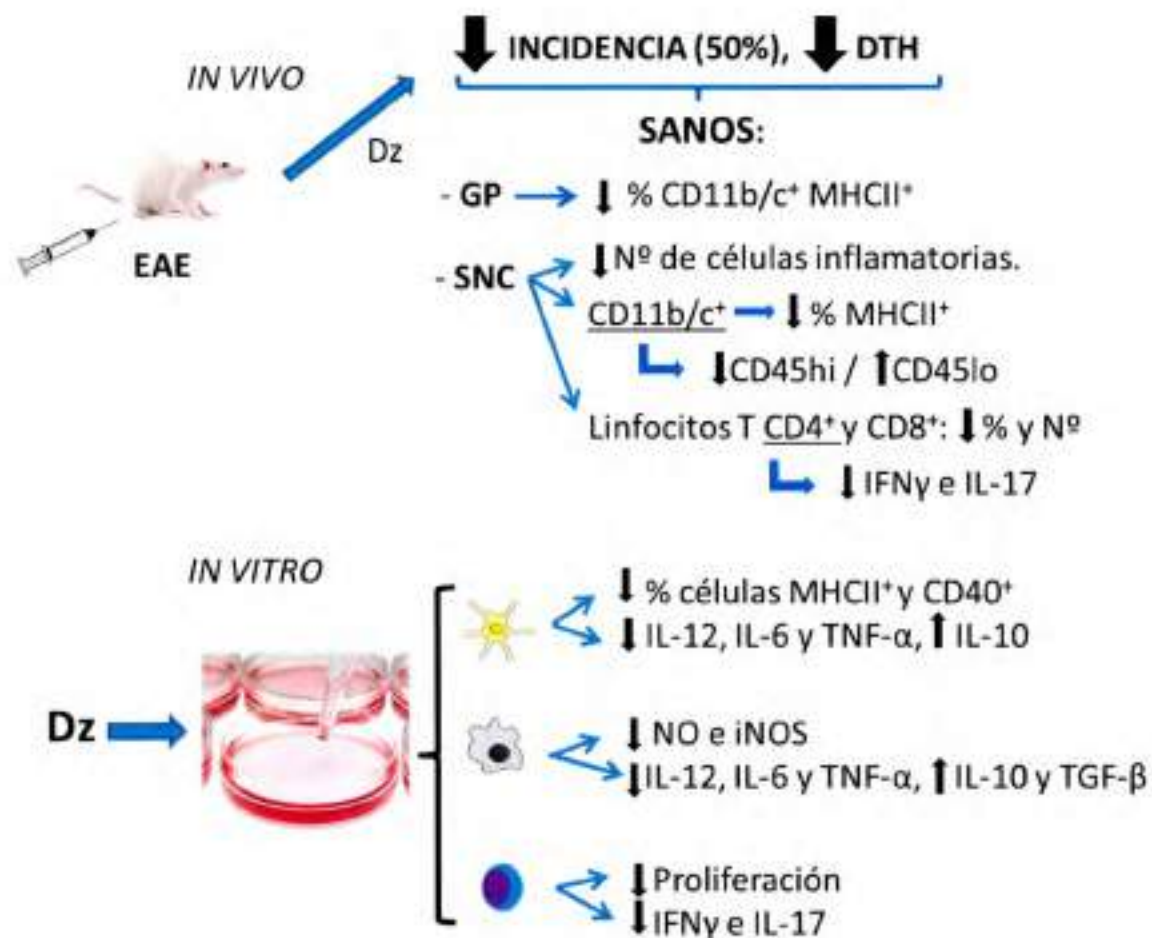 INCIDENCIA (50%), DTH
IN VIVO
SANOS:
Dz
- GP % CD11b/c⁺ MHCII⁺
EAE
Nº de células inflamatorias.
- SNC
CD11b/c⁺ % MHCII⁺
CD45hi / CD45lo
Linfocitos T CD4⁺ y CD8⁺: % y Nº
IFNγ e IL-17
IN VITRO
% células MHCII⁺ y CD40⁺
IL-12, IL-6 y TNF-α, IL-10
Dz
NO e iNOS
IL-12, IL-6 y TNF-α, IL-10 y TGF-β
Proliferación
IFNγ e IL-17